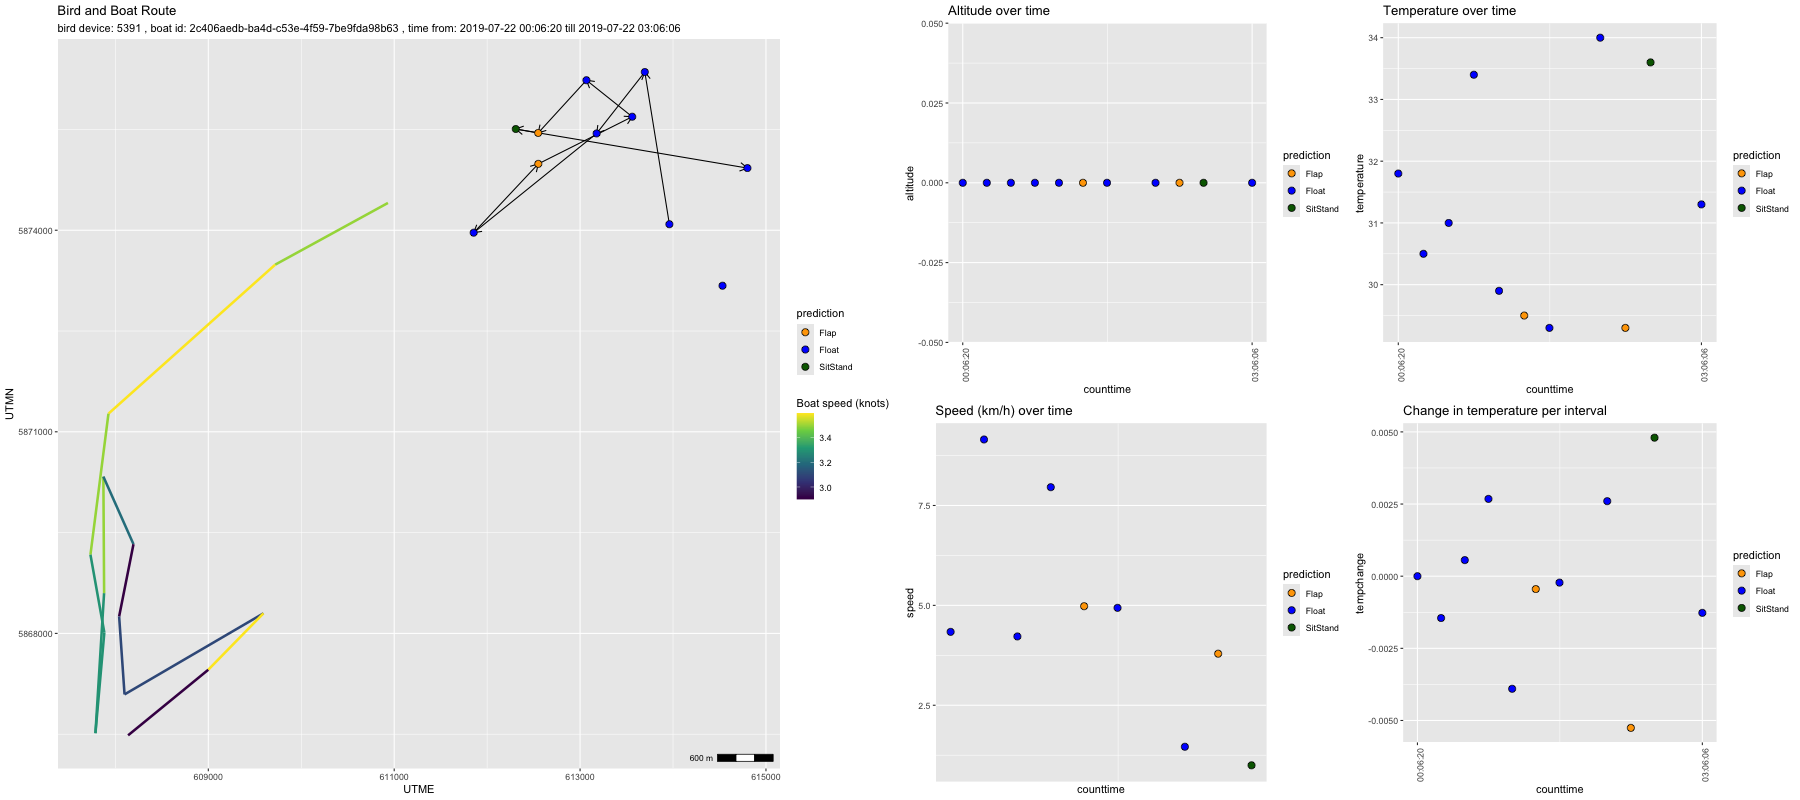 Bird and Boat Route
bird device: 5391 , boat id: 2c406aedb-ba4d-c53e-4f59-7be9fda98b63 , time from: 2019-07-22 00:06:20 till 2019-07-22 03:06:06
UTMN
5874000
5871000
5868000
609000
611000
613000
615000
UTME
600 m
prediction
Flap
Float
SitStand
Boat speed (knots)
3.4
3.2
3.0
Altitude over time
altitude
0.050
0.025
0.000
-0.025
-0.050
00:06:20
03:06:06
counttime
prediction
Flap
Float
SitStand
Temperature over time
temperature
34
33
32
31
30
00:06:20
03:06:06
counttime
prediction
Flap
Float
SitStand
Speed (km/h) over time
speed
7.5
5.0
2.5
counttime
prediction
Flap
Float
SitStand
Change in temperature per interval
tempchange
0.0050
0.0025
0.0000
-0.0025
-0.0050
00:06:20
03:06:06
counttime
prediction
Flap
Float
SitStand